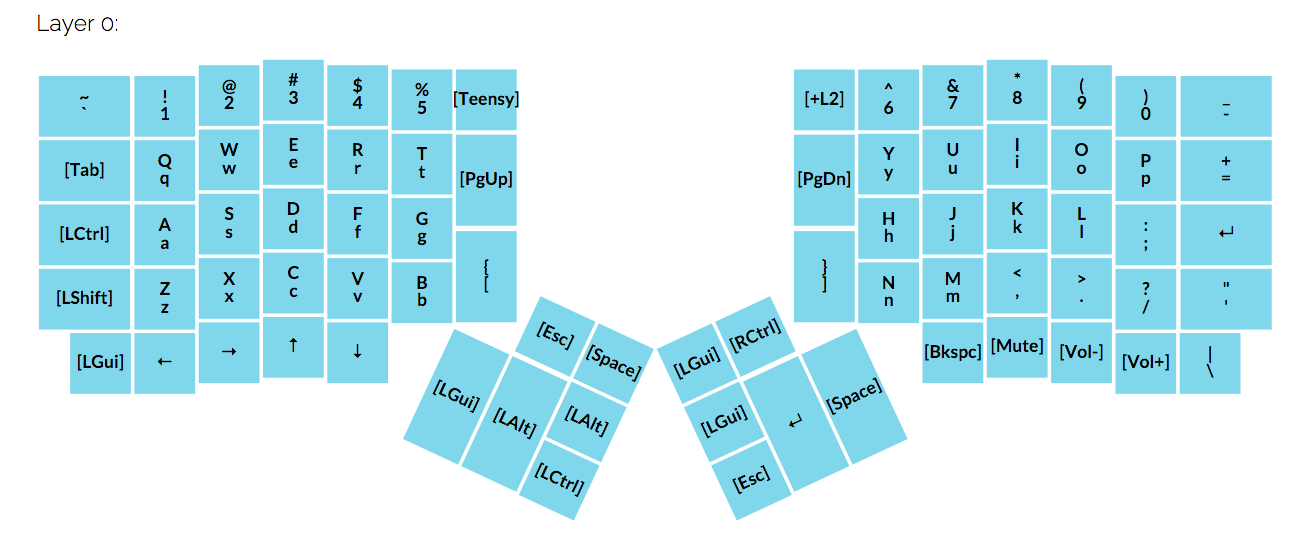 Layer 0:
~ ! @ # $ % [Teensy]
` 1 2 3 4 5
[+L2] ^ & * ( ) _
6 7 8 9 0 -
[Tab] Q W E R T [PgUp]
q w e r t
[PgDn] Y U I O P +
y u i o p =
[LCtrl] A S D F G
a s d f g
H J K L : ↵
h j k l ;
[LShift] Z X C V B {
z x c v b [
} N M < > ? "
] n m , . / '
[LGui] ← → ↑ ↓
[Bkspc] [Mute] [Vol-] [Vol+] |
\
[Esc] [Space]
[LGui] [LAlt] [LAlt]
[LCtrl]
[LGui] [RCtrl]
[LGui] ↵ [Space]
[Esc]